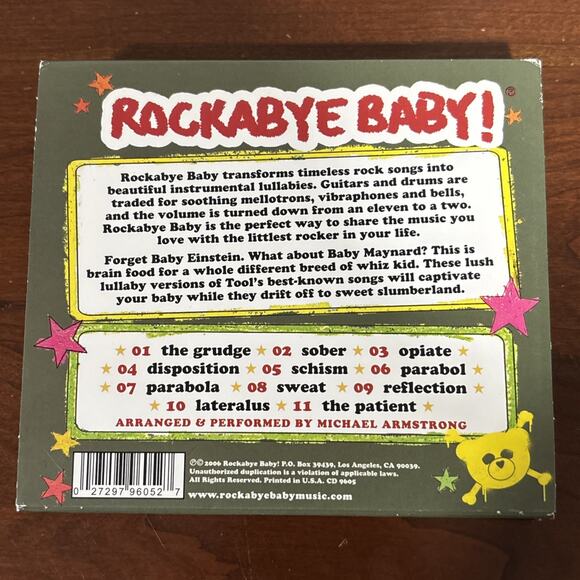 ROCKABYE BABY!®
Rockabye Baby transforms timeless rock songs into
beautiful instrumental lullabies. Guitars and drums are
traded for soothing mellotrons, vibraphones and bells,
and the volume is turned down from an eleven to a two.
Rockabye Baby is the perfect way to share the music you
love with the littlest rocker in your life.
Forget Baby Einstein. What about Baby Maynard? This is
brain food for a whole different breed of whiz kid. These lush
lullaby versions of Tool's best-known songs will captivate
your baby while they drift off to sweet slumberland.
★ 01 the grudge ★ 02 sober ★ 03 opiate ★
★ 04 disposition ★ 05 schism ★ 06 parabol ★
★ 07 parabola ★ 08 sweat ★ 09 reflection ★
★ 10 lateralus ★ 11 the patient ★
ARRANGED & PERFORMED BY MICHAEL ARMSTRONG
℗© 2006 Rockabye Baby! P.O. Box 39439, Los Angeles, CA 90039.
Unauthorized duplication is a violation of applicable laws.
All Rights Reserved. Printed in U.S.A. CD 9605
www.rockabyebabymusic.com
0 27297 96052 7